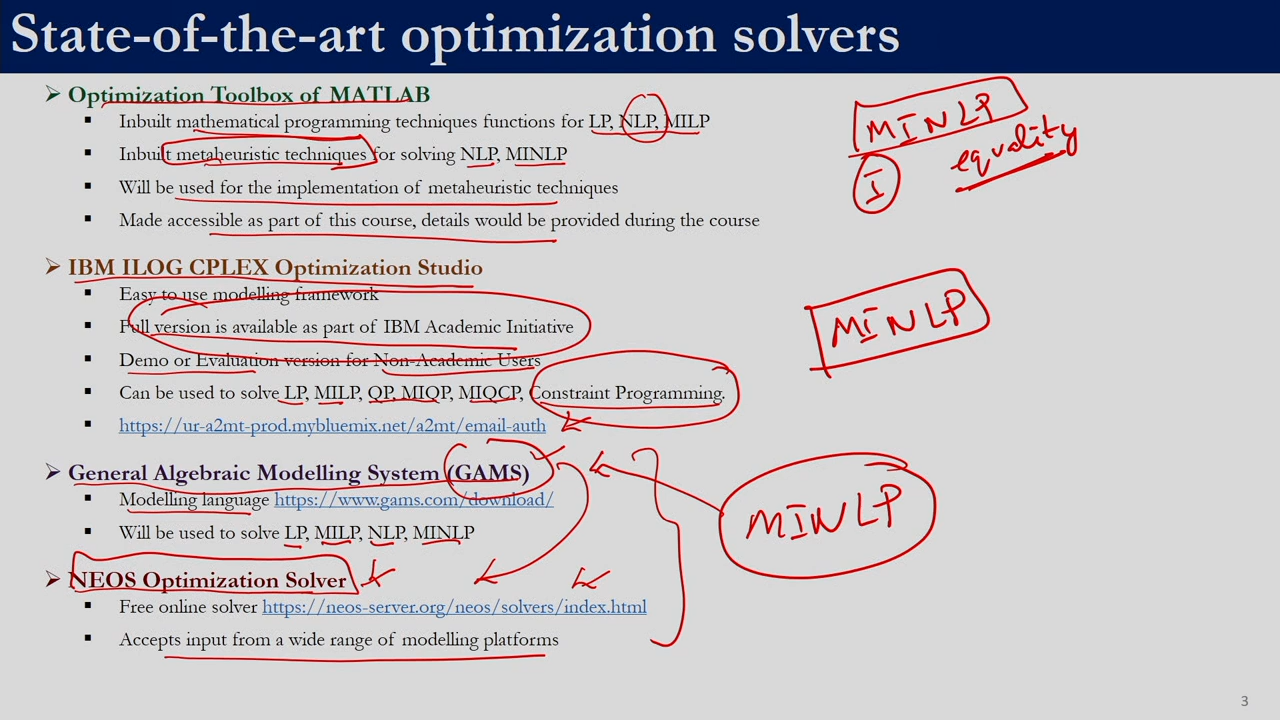 State-of-the-art optimization solvers
➢ Optimization Toolbox of MATLAB
▪ Inbuilt mathematical programming techniques functions for LP, NLP, MILP
▪ Inbuilt metaheuristic techniques for solving NLP, MINLP
▪ Will be used for the implementation of metaheuristic techniques
▪ Made accessible as part of this course, details would be provided during the course
MINLP
I
equality
➢ IBM ILOG CPLEX Optimization Studio
▪ Easy to use modelling framework
▪ Full version is available as part of IBM Academic Initiative
▪ Demo or Evaluation version for Non-Academic Users
▪ Can be used to solve LP, MILP, QP, MIQP, MIQCP, Constraint Programming.
▪ https://ur-a2mt-prod.mybluemix.net/a2mt/email-auth
MINLP
➢ General Algebraic Modelling System (GAMS)
▪ Modelling language https://www.gams.com/download/
▪ Will be used to solve LP, MILP, NLP, MINLP
MINLP
➢ NEOS Optimization Solver
▪ Free online solver https://neos-server.org/neos/solvers/index.html
▪ Accepts input from a wide range of modelling platforms
3